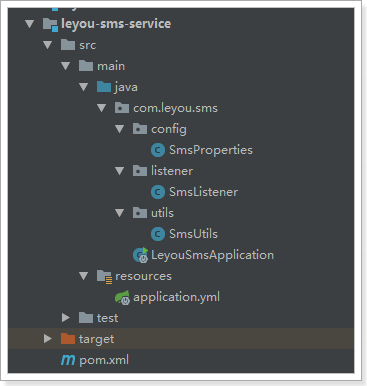 leyou-sms-service
src
main
java
com.leyou.sms
config
SmsProperties
listener
SmsListener
utils
SmsUtils
LeyouSmsApplication
resources
application.yml
test
target
pom.xml